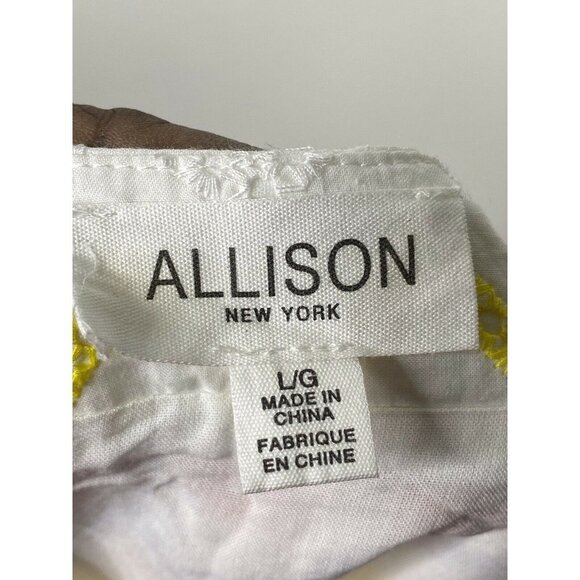 ALLISON
NEW YORK
L/G
MADE IN
CHINA
FABRIQUE
EN CHINE